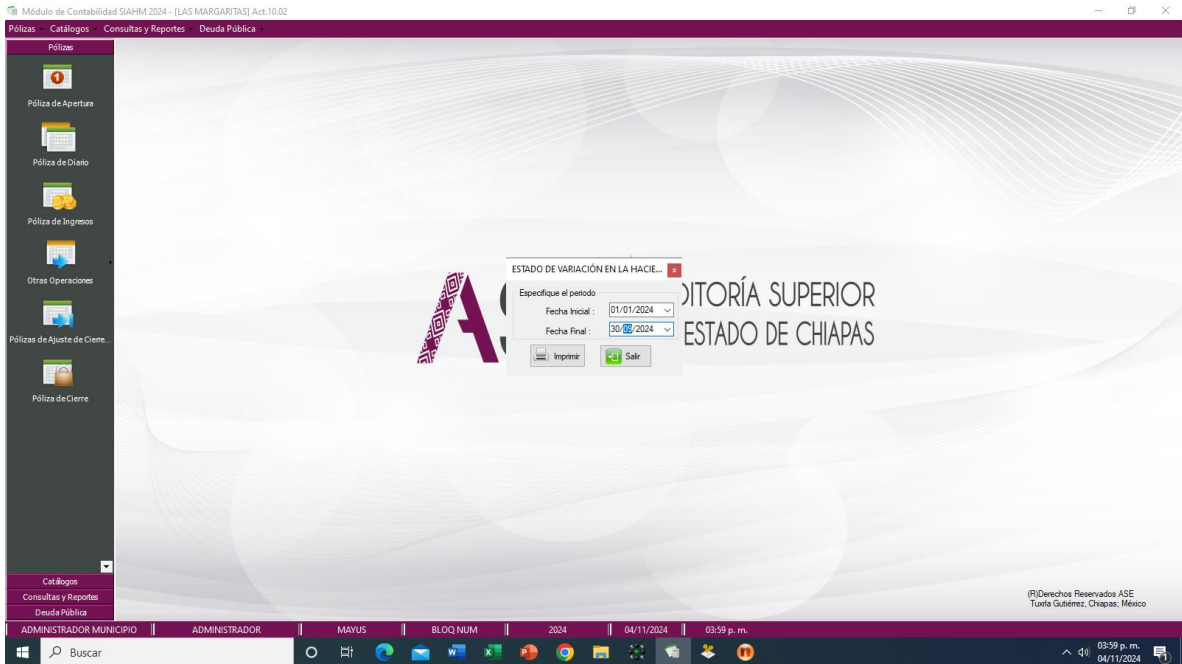 Módulo de Contabilidad SIAHM 2024 - [LAS MARGARITAS] Act.10.02
Pólizas Catálogos Consultas y Reportes Deuda Pública
Pólizas
1
Póliza de Apertura
Póliza de Diario
Póliza de Ingresos
Otras Operaciones
Pólizas de Ajuste de Cierre...
Póliza de Cierre
ESTADO DE VARIACIÓN EN LA HACIE... x
Especifique el periodo
Fecha Inicial : 01/01/2024
Fecha Final : 30/09/2024
Imprimir Salir
DITORÍA SUPERIOR
ESTADO DE CHIAPAS
Catálogos
Consultas y Reportes
Deuda Pública
(R)Derechos Reservados ASE
Tuxtla Gutiérrez, Chiapas; México
ADMINISTRADOR MUNICIPIO ADMINISTRADOR MAYUS BLOQ NUM 2024 04/11/2024 03:59 p. m.
Buscar
03:59 p. m.
04/11/2024
1